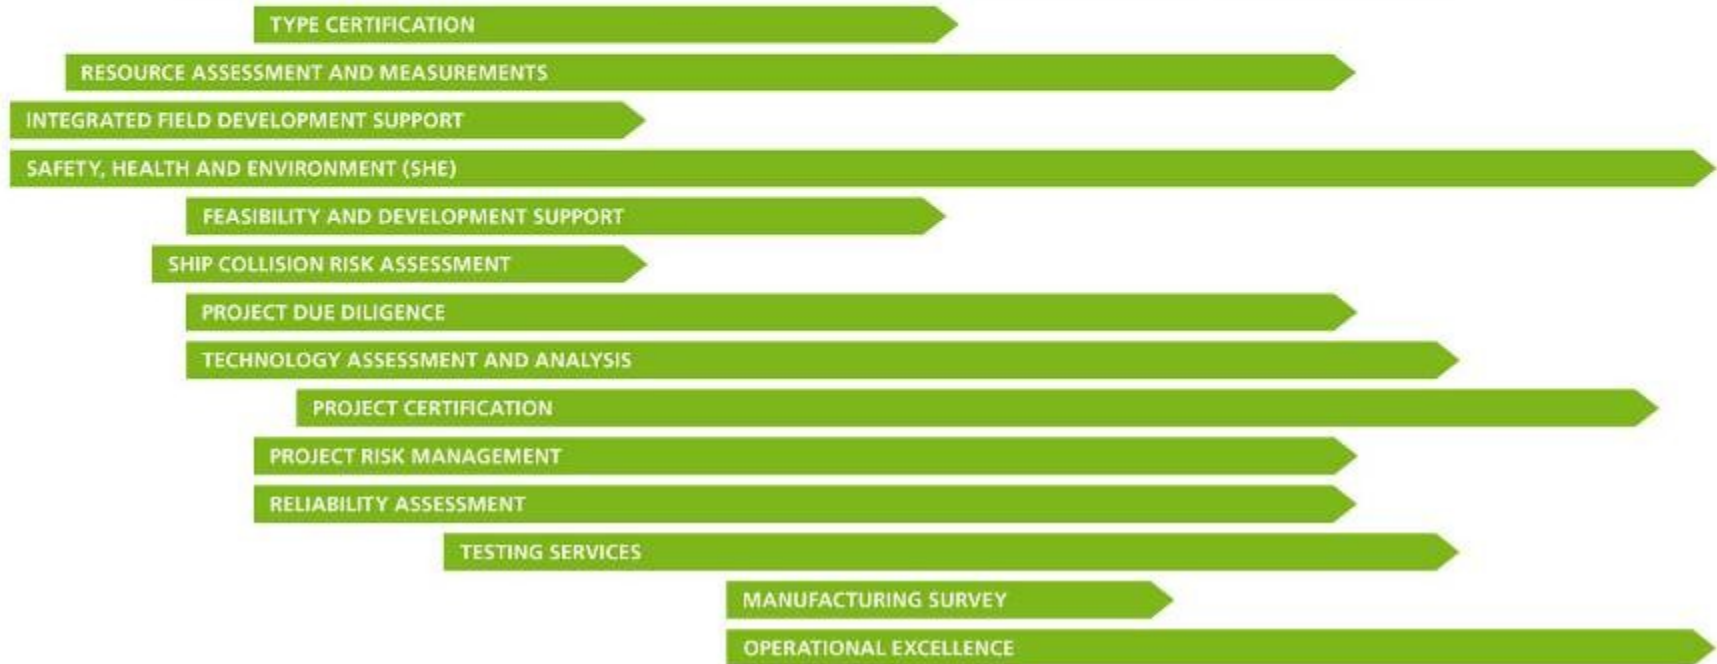 TYPE CERTIFICATION
RESOURCE ASSESSMENT AND MEASUREMENTS
INTEGRATED FIELD DEVELOPMENT SUPPORT
SAFETY, HEALTH AND ENVIRONMENT (SHE)
FEASIBILITY AND DEVELOPMENT SUPPORT
SHIP COLLISION RISK ASSESSMENT
PROJECT DUE DILIGENCE
TECHNOLOGY ASSESSMENT AND ANALYSIS
PROJECT CERTIFICATION
PROJECT RISK MANAGEMENT
RELIABILITY ASSESSMENT
TESTING SERVICES
MANUFACTURING SURVEY
OPERATIONAL EXCELLENCE